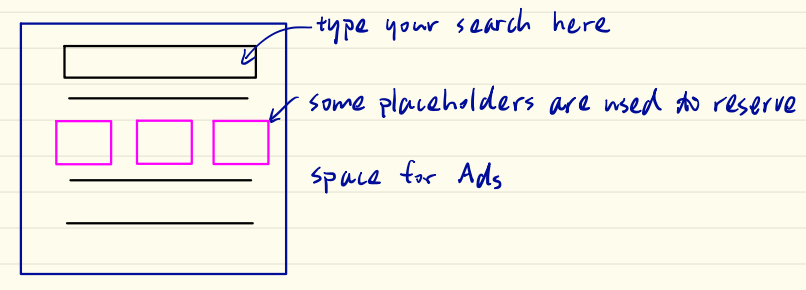 type your search here
some placeholders are used to reserve
space for Ads